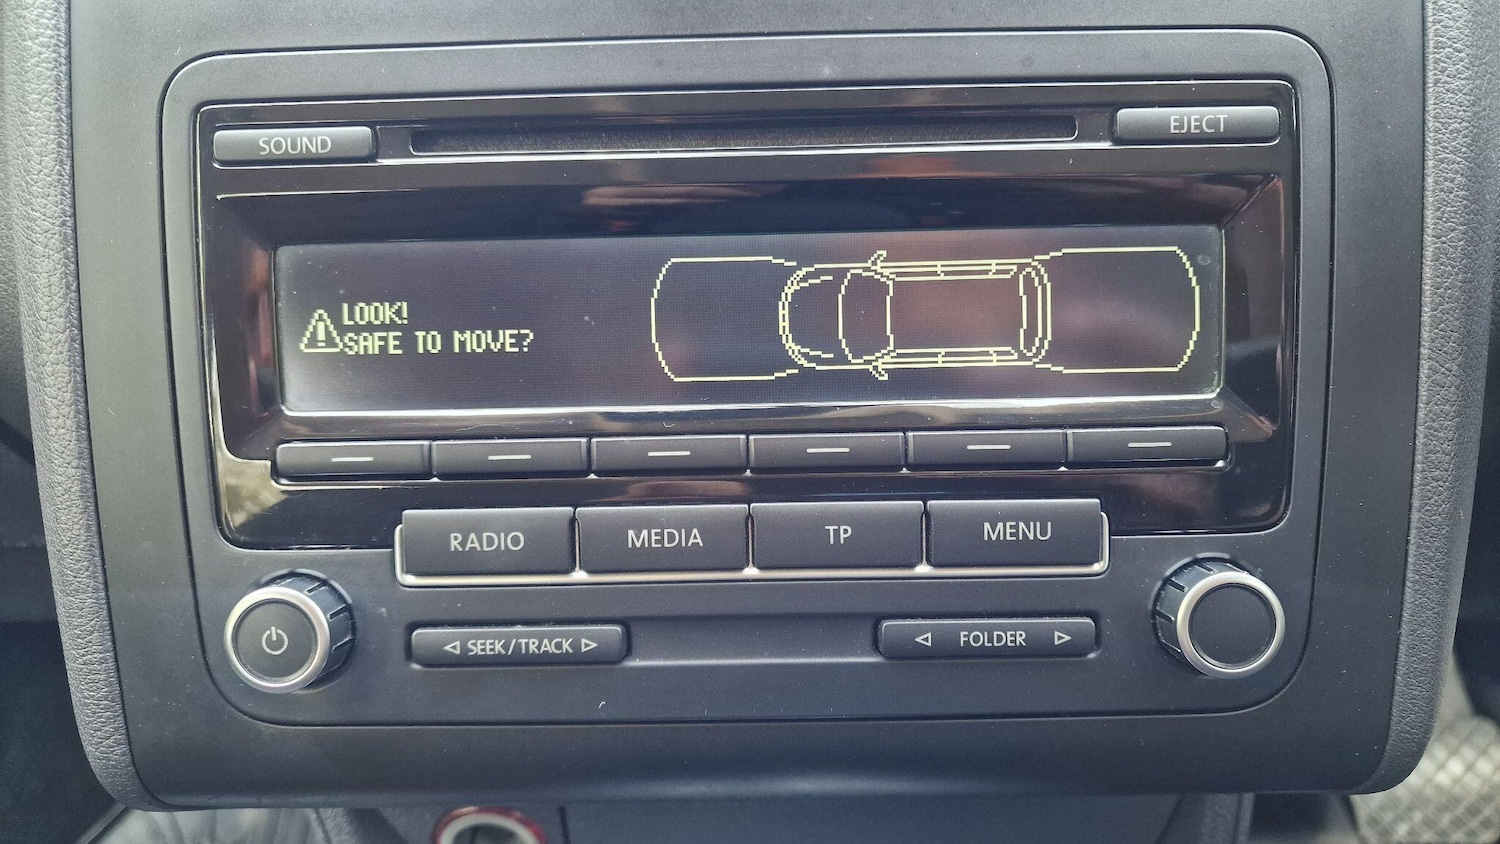 SOUND
EJECT
LOOK!
SAFE TO MOVE?
RADIO
MEDIA
TP
MENU
SEEK/TRACK
FOLDER